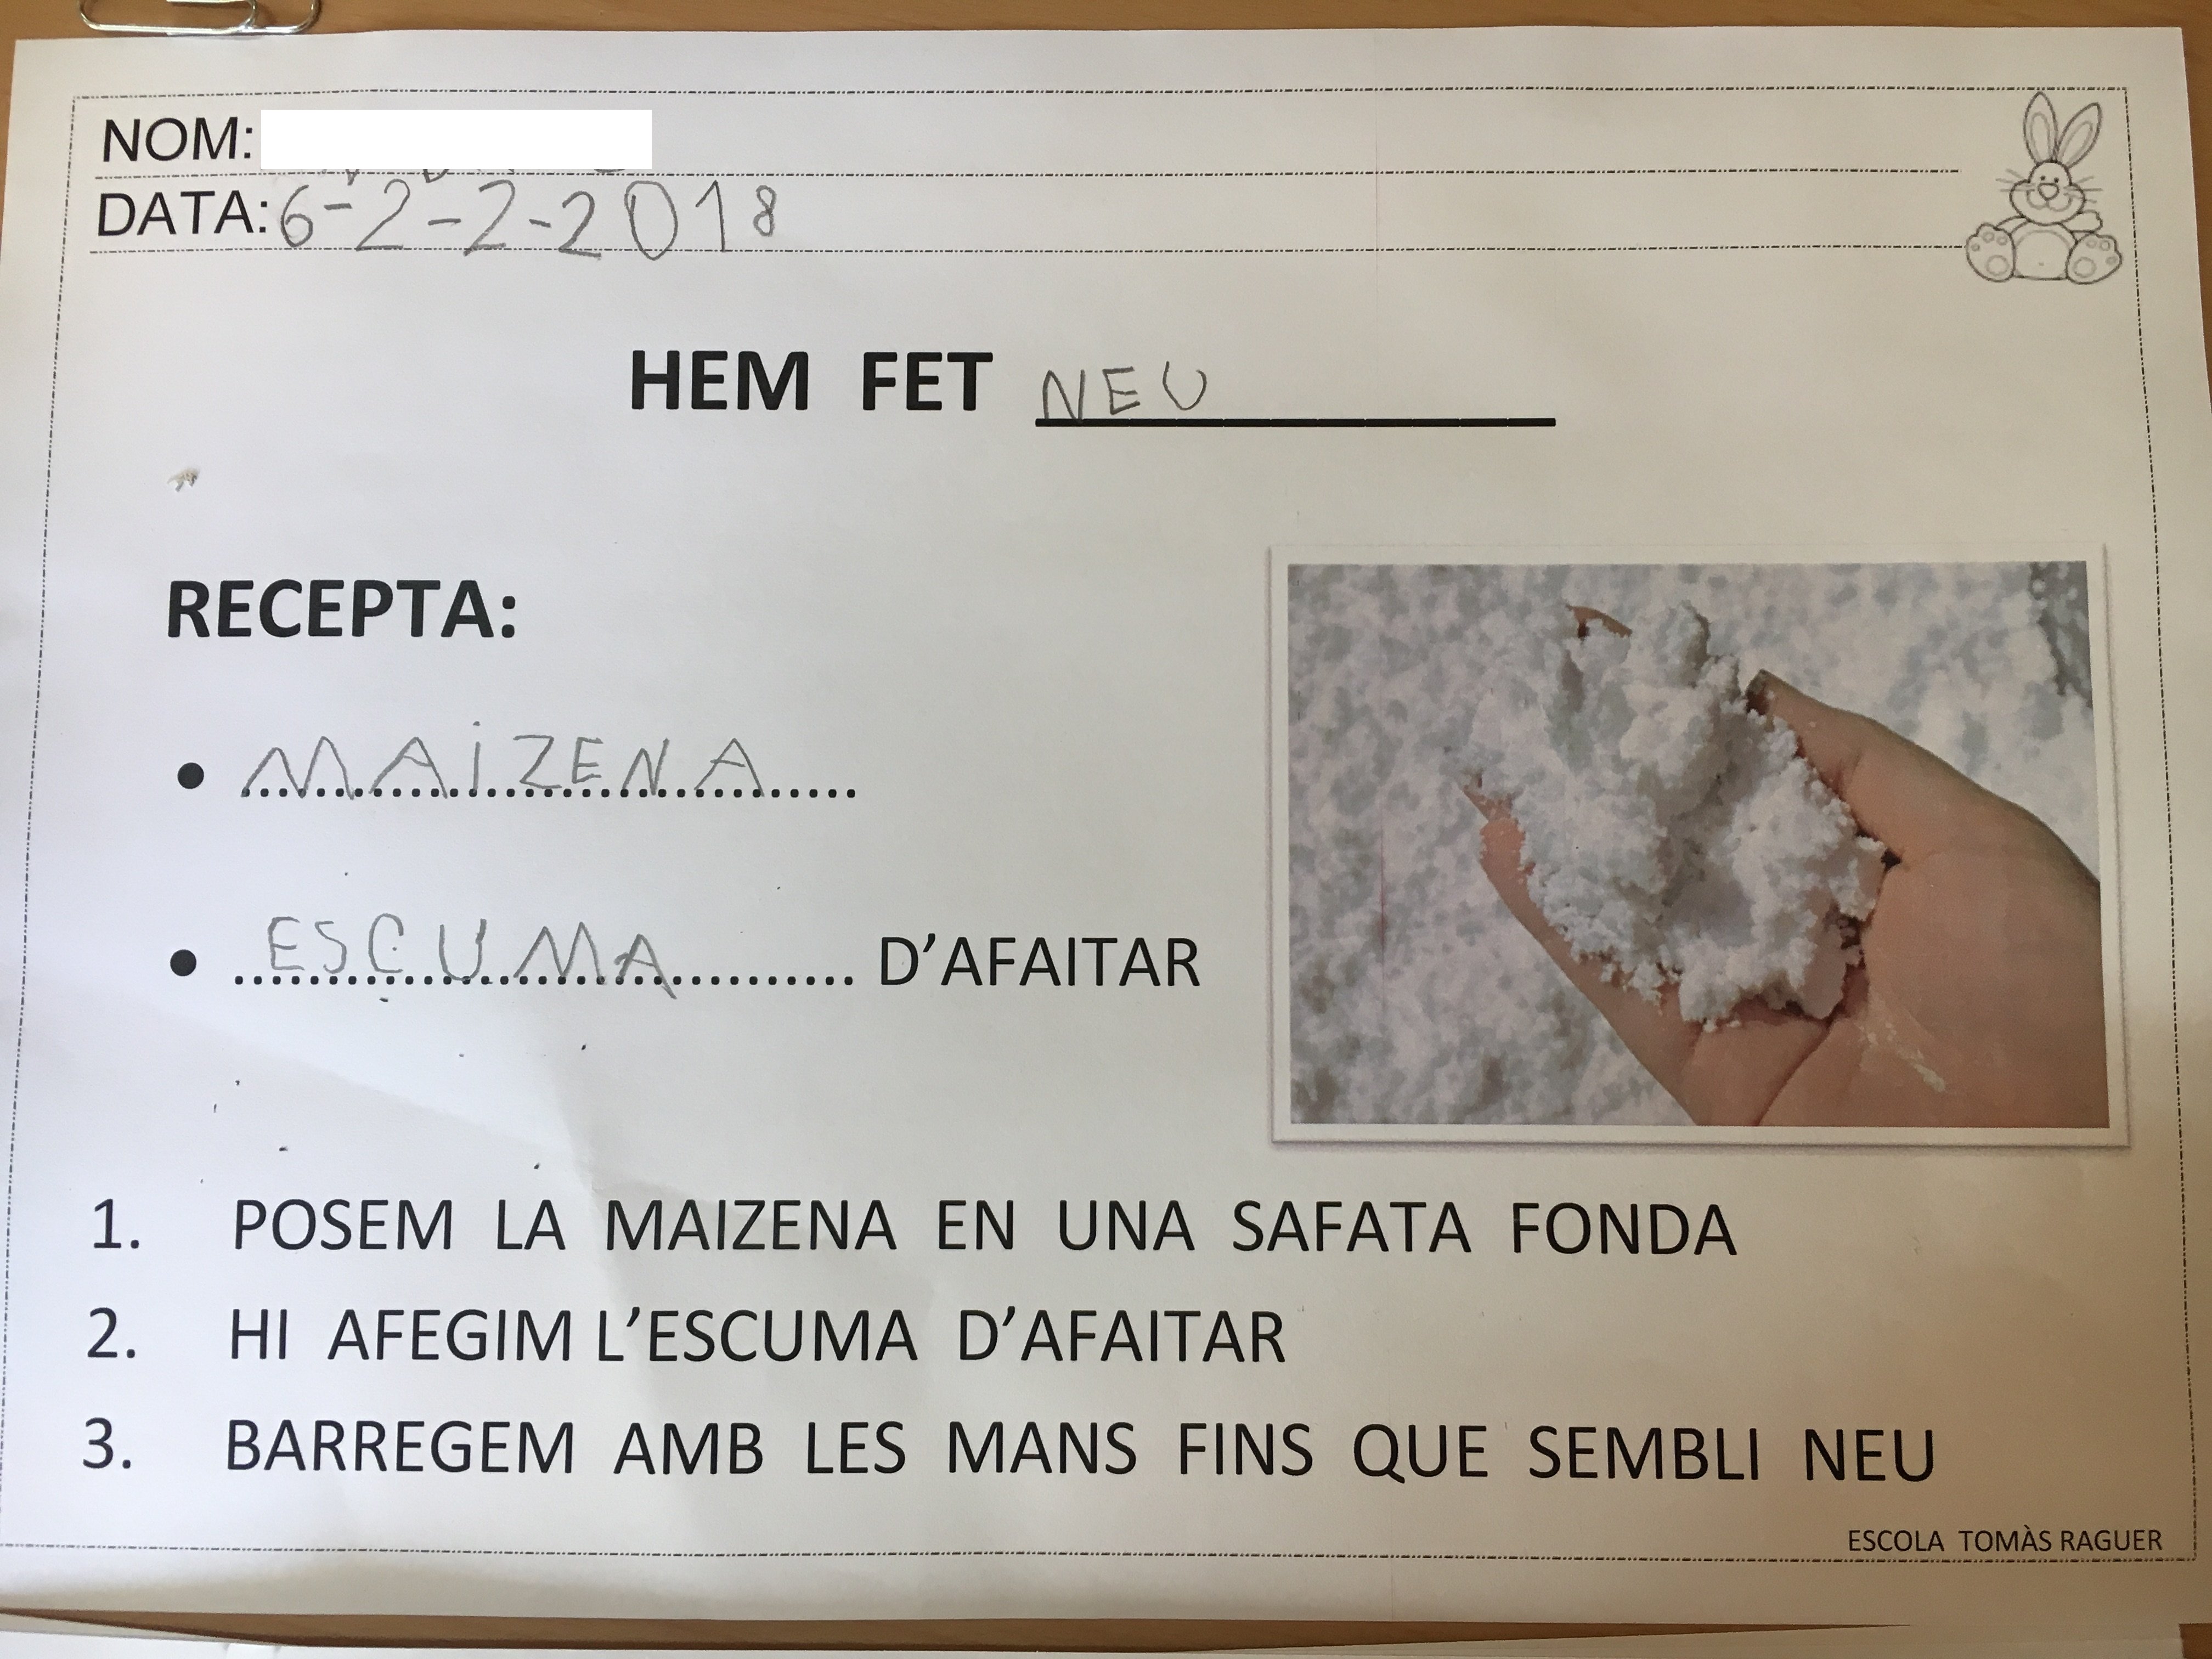 NOM:
DATA: 6-2-2-2018
HEM FET NEU
RECEPTA:
• MAIZENA
• ESCUMA D'AFAITAR
1. POSEM LA MAIZENA EN UNA SAFATA FONDA
2. HI AFEGIM L'ESCUMA D'AFAITAR
3. BARREGEM AMB LES MANS FINS QUE SEMBLI NEU
ESCOLA TOMÀS RAGUER